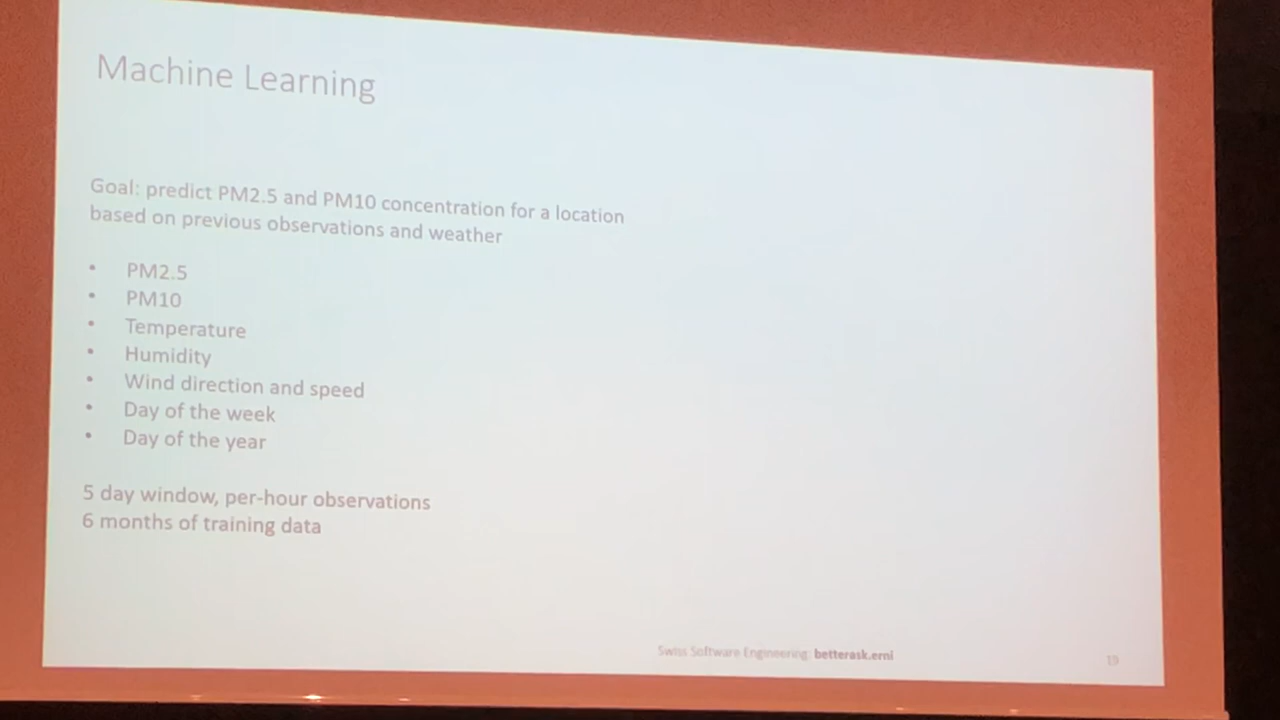 Machine Learning
Goal: predict PM2.5 and PM10 concentration for a location
based on previous observations and weather
• PM2.5
• PM10
• Temperature
• Humidity
• Wind direction and speed
• Day of the week
• Day of the year
5 day window, per-hour observations
6 months of training data
Swiss Software Engineering betterask.erni
19